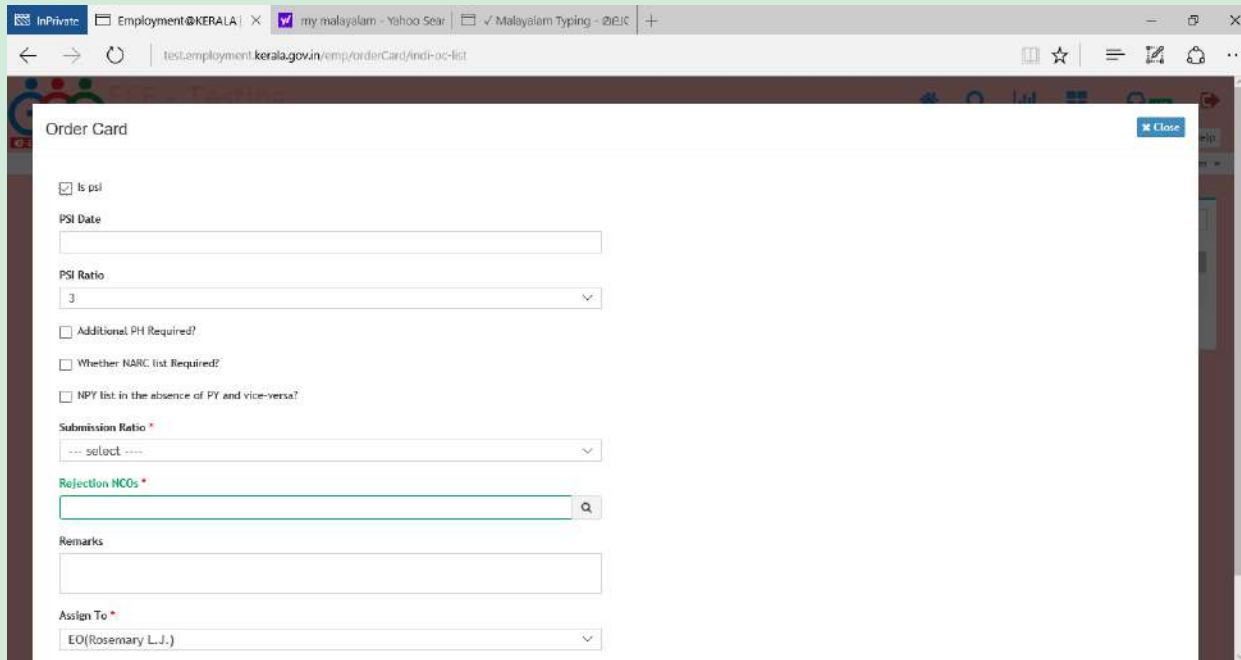 InPrivate
Employment@KERALA |
my malayalam - Yahoo Sear
✓ Malayalam Typing - മലയ
test.employment.kerala.gov.in/emp/orderCard/indi-oc-list
Order Card
✖ Close
Is psi
PSI Date
PSI Ratio
3
Additional PH Required?
Whether NARC list Required?
NPY list in the absence of PY and vice-versa?
Submission Ratio *
--- select ----
Rejection NCOs *
Remarks
Assign To *
EO(Rosemary L.J.)